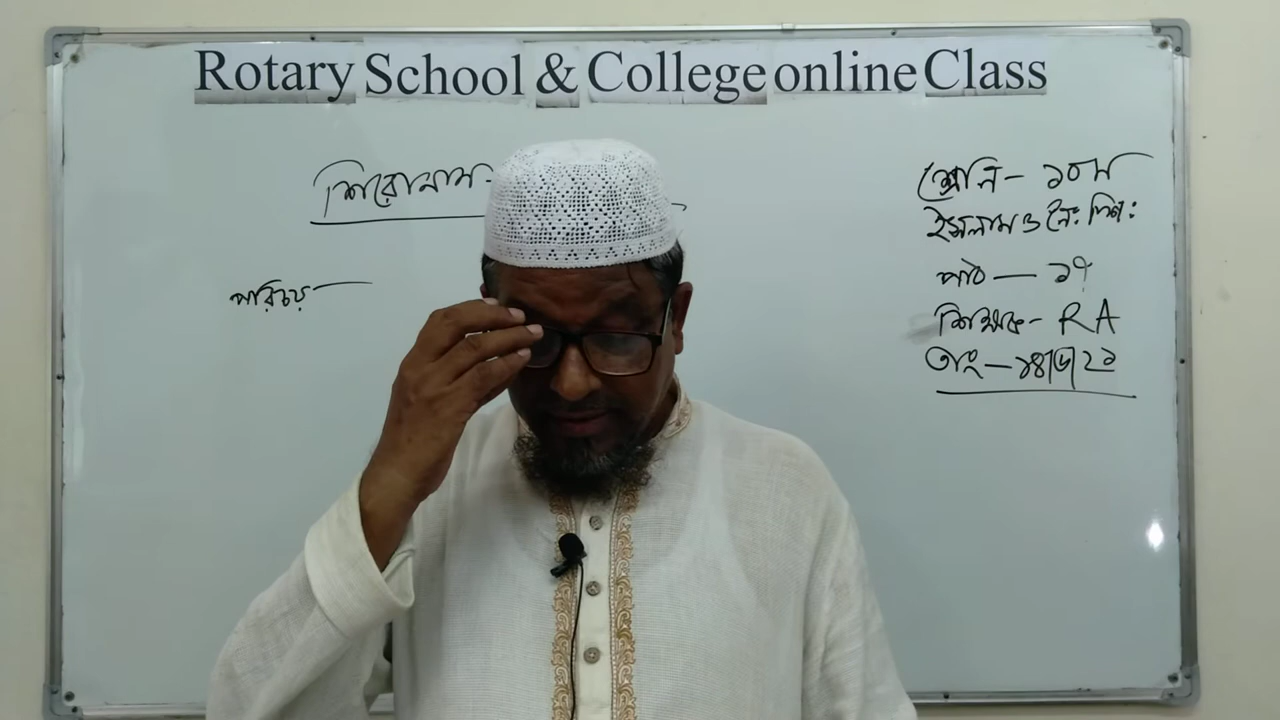 Rotary School & College online Class
শিরোনাম-
শ্রেনি- ১০ম
ইসলাম ও নৈঃ শিঃ
পরিচয়
পাঠ — ১৭
শিক্ষক- RA
তাং—১৪/৬/২১